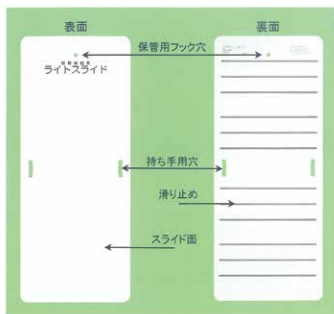 表面
裏面
保管用フック穴
ライトスライド
持ち手用穴
滑り止め
スライド面